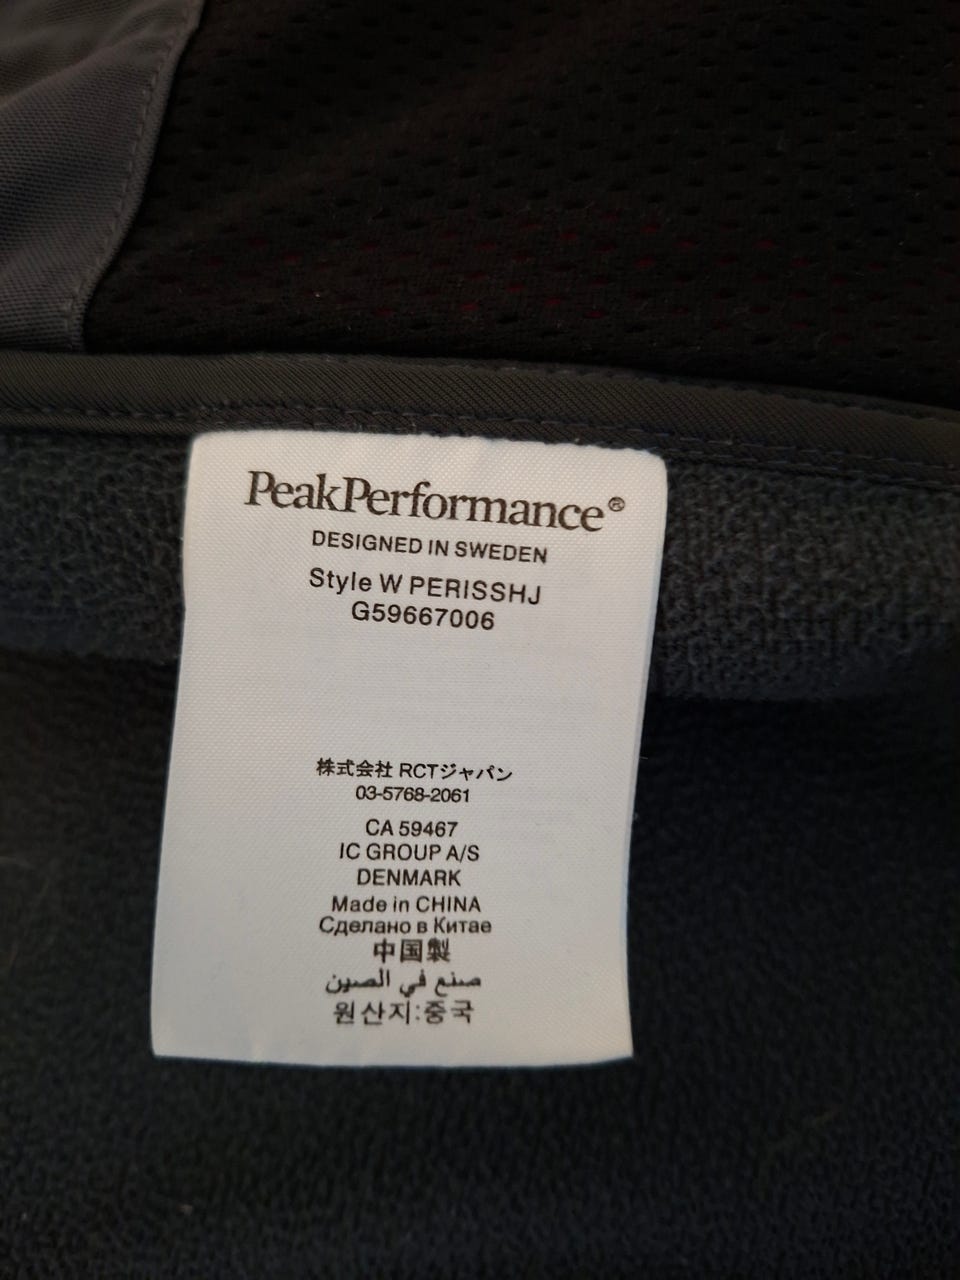 PeakPerformance®
DESIGNED IN SWEDEN
Style W PERISSHJ
G59667006
株式会社 RCTジャパン
03-5768-2061
CA 59467
IC GROUP A/S
DENMARK
Made in CHINA
Сделано в Китае
中国製
صنع في الصين
원산지:중국